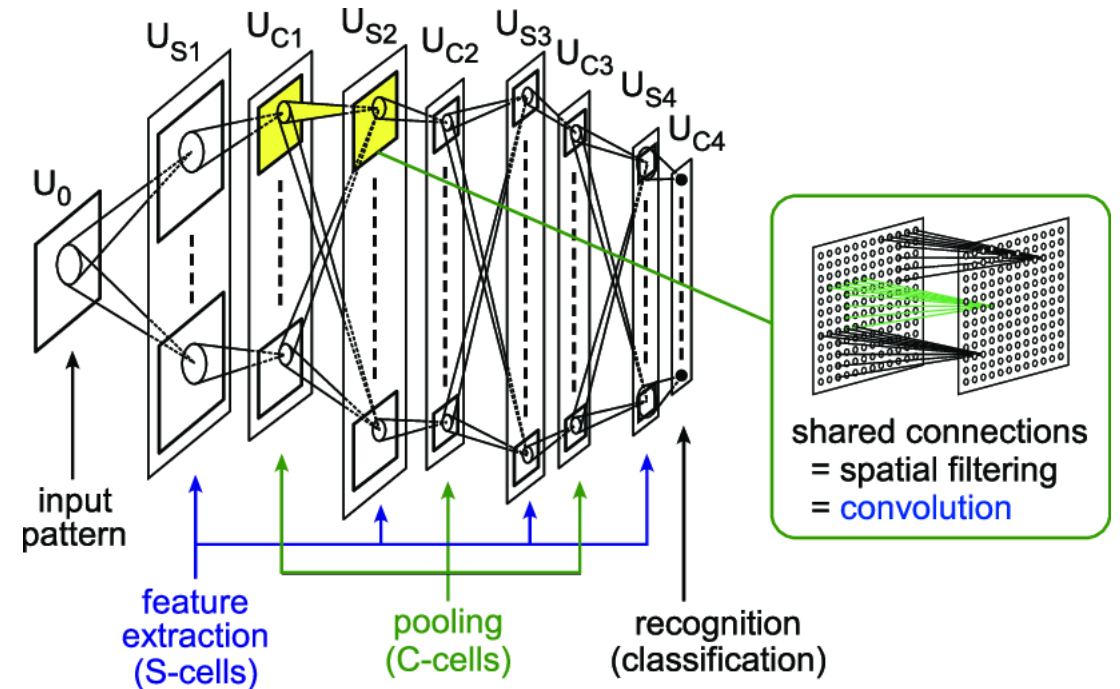 U0
US1
UC1
US2
UC2
US3
UC3
US4
UC4
input
pattern
feature
extraction
(S-cells)
pooling
(C-cells)
recognition
(classification)
shared connections
= spatial filtering
= convolution